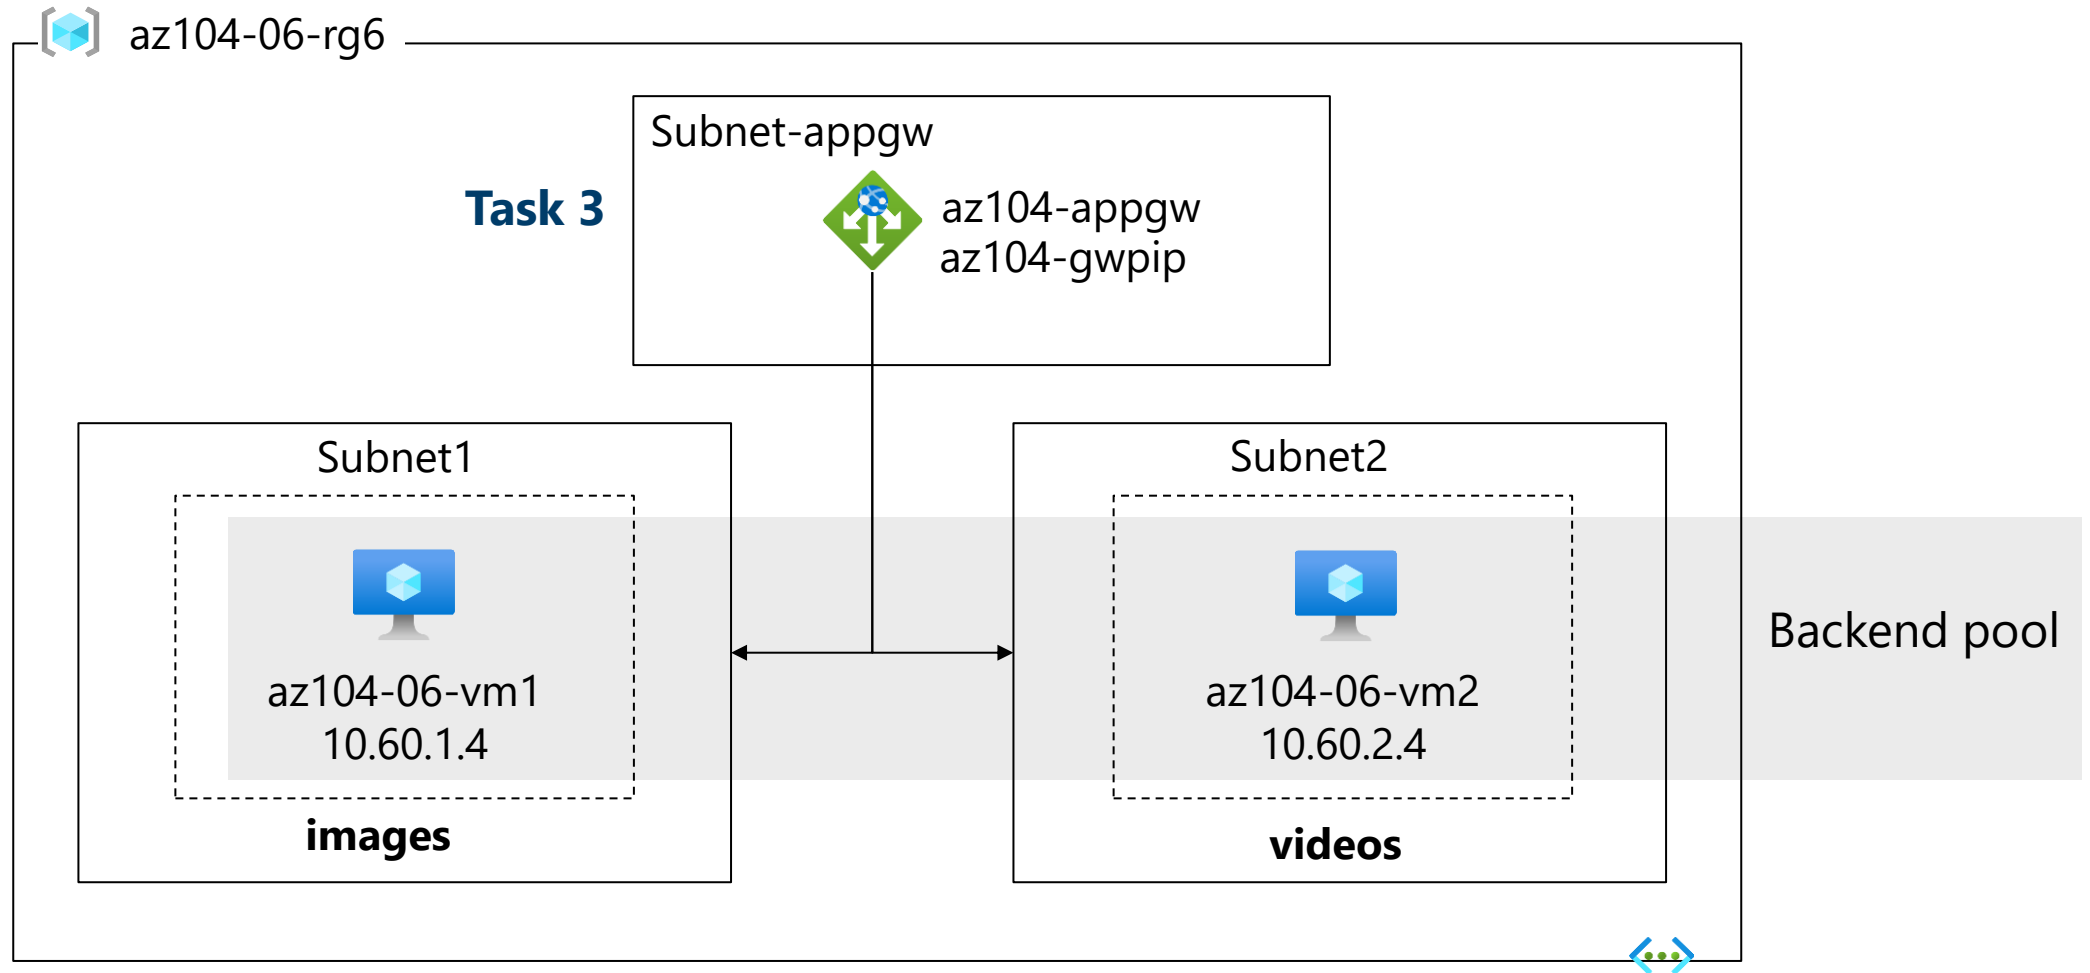 az104-06-rg6
Subnet-appgw
Task 3
az104-appgw
az104-gwpip
Subnet1
az104-06-vm1
10.60.1.4
images
Subnet2
az104-06-vm2
10.60.2.4
videos
Backend pool